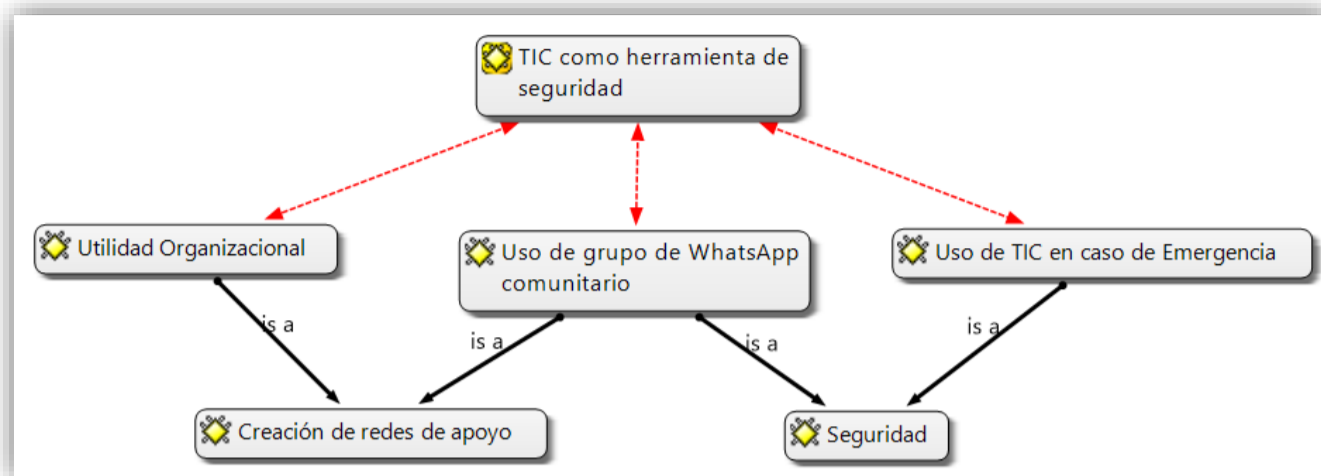 TIC como herramienta de
seguridad
Utilidad Organizacional
Uso de grupo de WhatsApp
comunitario
Uso de TIC en caso de Emergencia
is a
is a
is a
is a
Creación de redes de apoyo
Seguridad